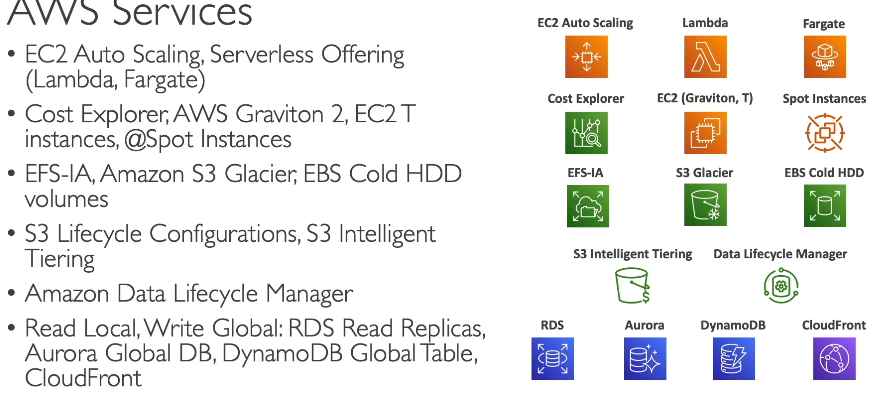 AWS Services
• EC2 Auto Scaling, Serverless Offering
(Lambda, Fargate)
• Cost Explorer, AWS Graviton 2, EC2 T
instances, @Spot Instances
• EFS-IA, Amazon S3 Glacier, EBS Cold HDD
volumes
• S3 Lifecycle Configurations, S3 Intelligent
Tiering
• Amazon Data Lifecycle Manager
• Read Local, Write Global: RDS Read Replicas,
Aurora Global DB, DynamoDB Global Table,
CloudFront
EC2 Auto Scaling Lambda Fargate
Cost Explorer EC2 (Graviton, T) Spot Instances
EFS-IA S3 Glacier EBS Cold HDD
S3 Intelligent Tiering Data Lifecycle Manager
RDS Aurora DynamoDB CloudFront